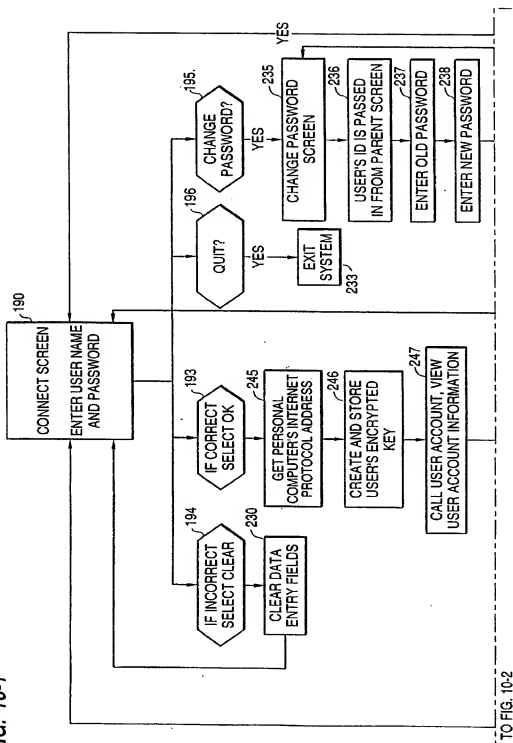 190
CONNECT SCREEN
ENTER USER NAME
AND PASSWORD
YES
194
IF INCORRECT
SELECT CLEAR
230
CLEAR DATA
ENTRY FIELDS
193
IF CORRECT
SELECT OK
245
GET PERSONAL
COMPUTER'S INTERNET
PROTOCOL ADDRESS
246
CREATE AND STORE
USER'S ENCRYPTED
KEY
247
CALL USER ACCOUNT, VIEW
USER ACCOUNT INFORMATION
196
QUIT?
YES
EXIT
SYSTEM
233
195.
CHANGE
PASSWORD?
YES
235
CHANGE PASSWORD
SCREEN
236
USER'S ID IS PASSED
IN FROM PARENT SCREEN
237
ENTER OLD PASSWORD
238
ENTER NEW PASSWORD
TO FIG. 10-2